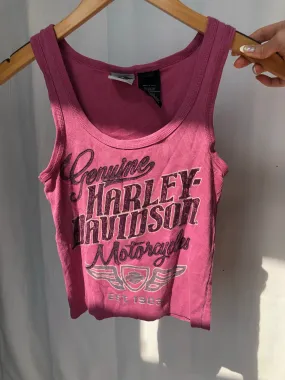 Genuine
HARLEY-
DAVIDSON
Motorcycles
EST 1903